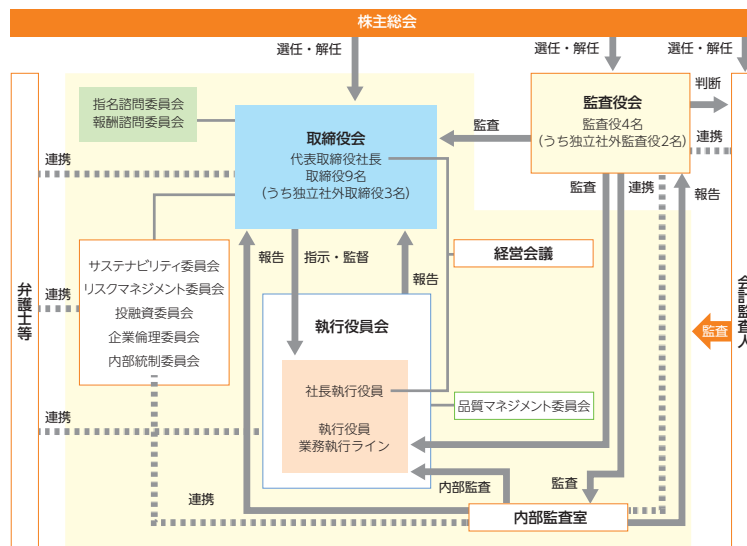 株主総会
選任・解任
選任・解任
選任・解任
指名諮問委員会
報酬諮問委員会
取締役会
代表取締役社長
取締役9名
(うち独立社外取締役3名)
監査
監査役会
監査役4名
(うち独立社外監査役2名)
判断
連携
連携
監査
連携
報告
サステナビリティ委員会
リスクマネジメント委員会
投融資委員会
企業倫理委員会
内部統制委員会
報告
指示・監督
報告
経営会議
弁護士等
連携
執行役員会
社長執行役員
執行役員
業務執行ライン
品質マネジメント委員会
監査
会計監査人
連携
連携
内部監査
監査
内部監査室